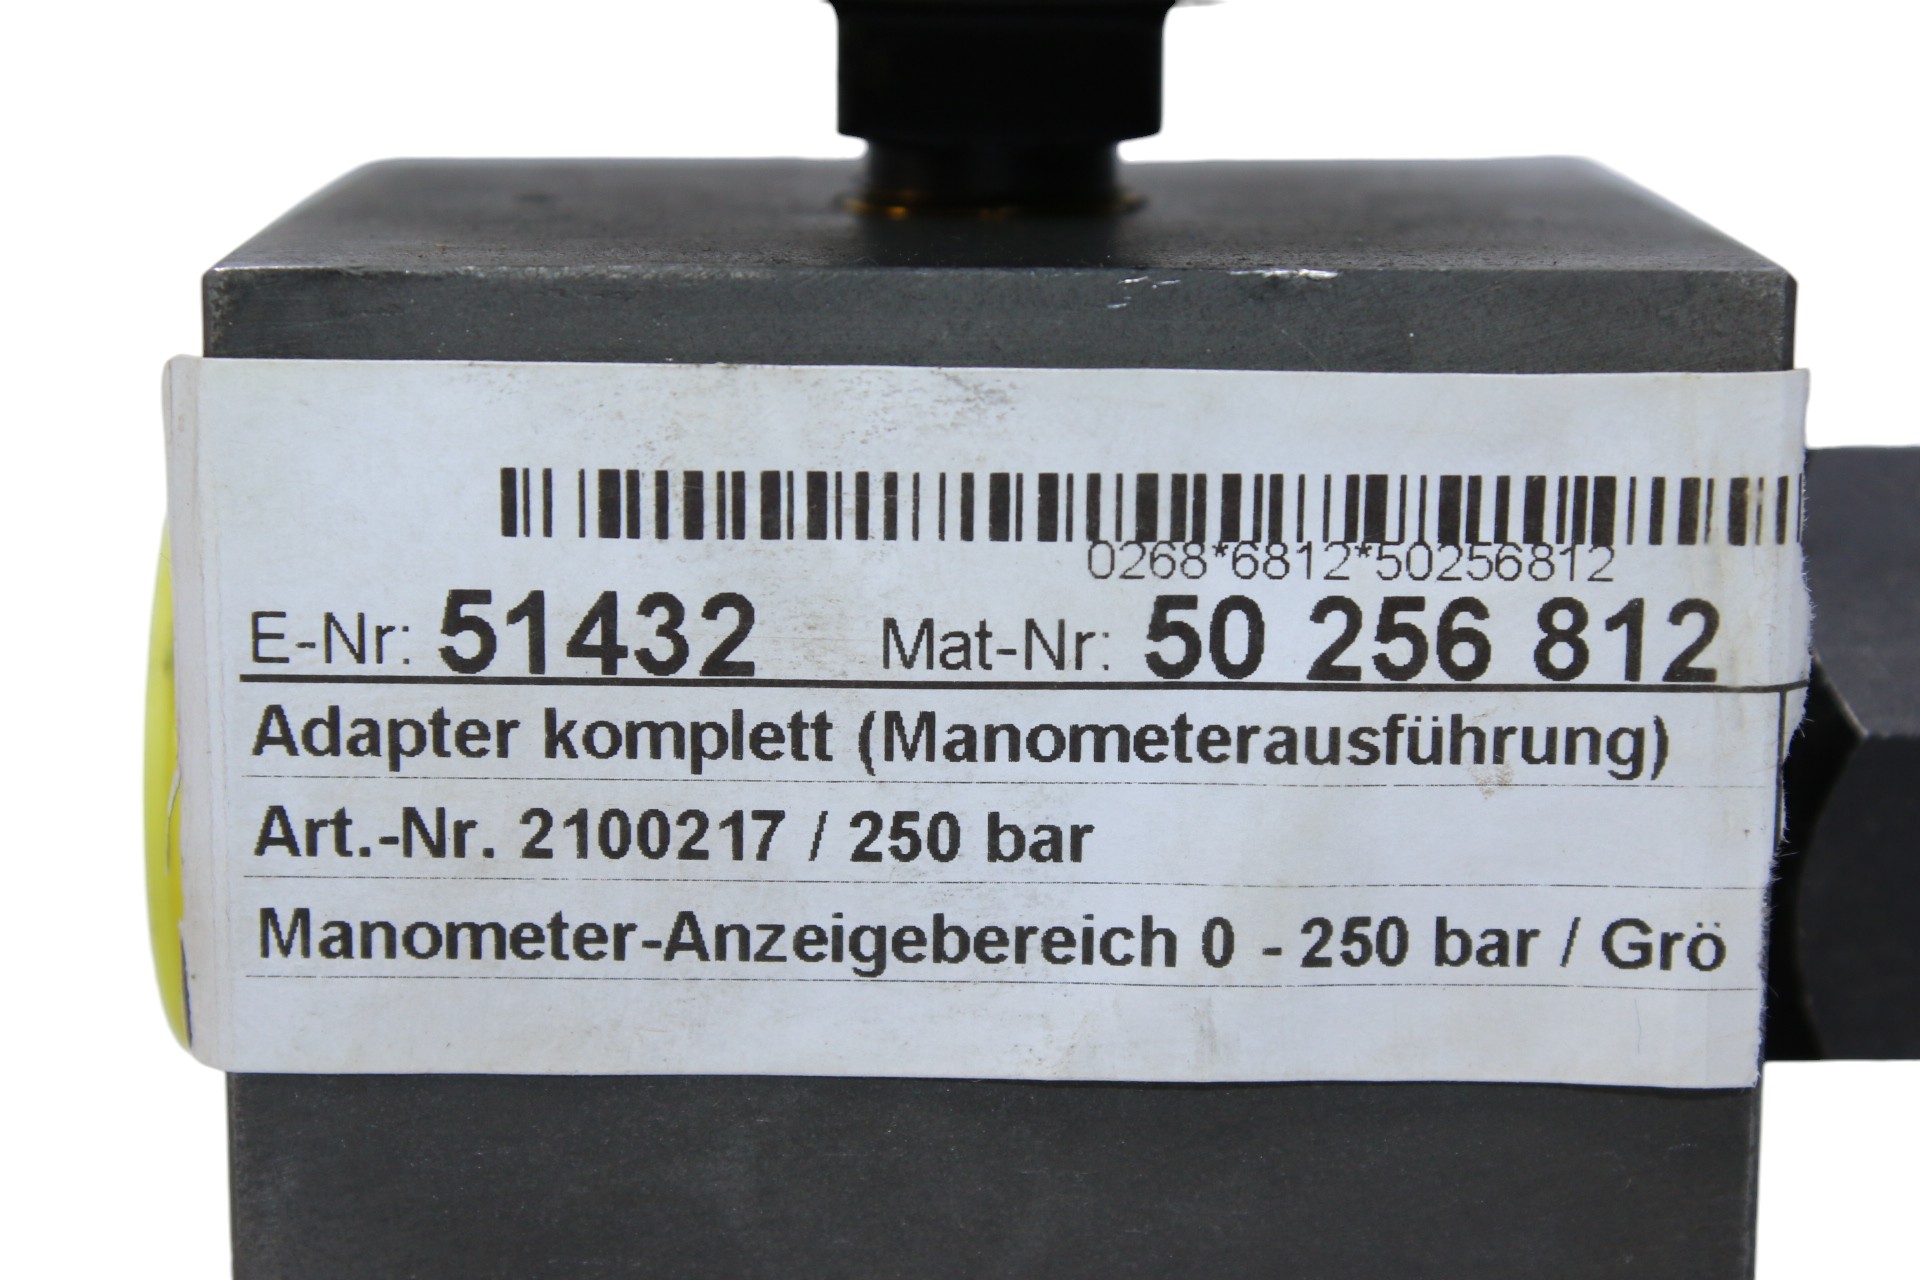 0268*6812*50256812
E-Nr: 51432 Mat-Nr: 50 256 812
Adapter komplett (Manometerausführung)
Art.-Nr. 2100217 / 250 bar
Manometer-Anzeigebereich 0 - 250 bar / Grö